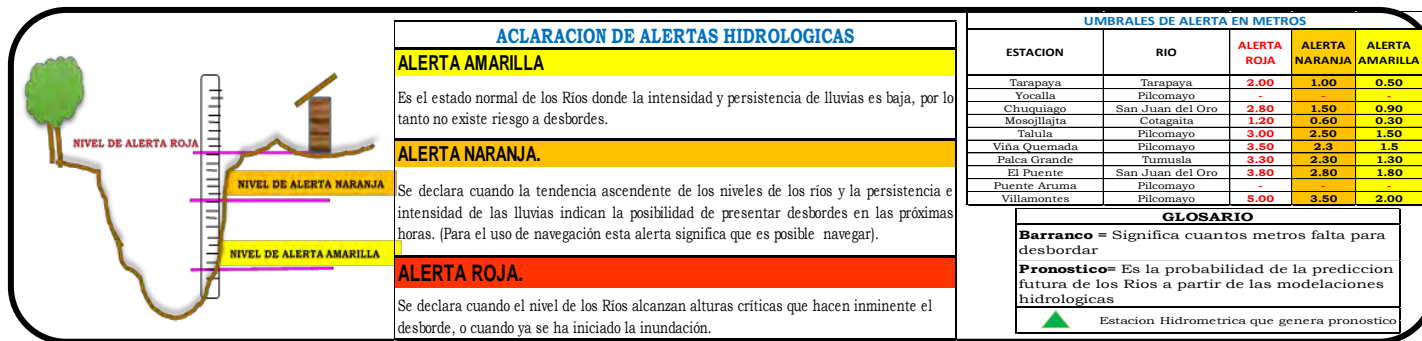 NIVEL DE ALERTA ROJA
NIVEL DE ALERTA NARANJA
NIVEL DE ALERTA AMARILLA
ACLARACION DE ALERTAS HIDROLOGICAS
ALERTA AMARILLA
Es el estado normal de los Ríos donde la intensidad y persistencia de lluvias es baja, por lo
tanto no existe riesgo a desbordes.
ALERTA NARANJA.
Se declara cuando la tendencia ascendente de los niveles de los ríos y la persistencia e
intensidad de las lluvias indican la posibilidad de presentar desbordes en las próximas
horas. (Para el uso de navegación esta alerta significa que es posible navegar).
ALERTA ROJA.
Se declara cuando el nivel de los Ríos alcanzan alturas críticas que hacen inminente el
desborde, o cuando ya se ha iniciado la inundación.
UMBRALES DE ALERTA EN METROS
ESTACION RIO ALERTA ROJA ALERTA NARANJA ALERTA AMARILLA
Tarapaya Tarapaya 2.00 1.00 0.50
Yocalla Pilcomayo - - -
Chuquiago San Juan del Oro 2.80 1.50 0.90
Mosojllajta Cotagaita 1.20 0.60 0.30
Talula Pilcomayo 3.00 2.50 1.50
Viña Quemada Pilcomayo 3.50 2.3 1.5
Palca Grande Tumusla 3.30 2.30 1.30
El Puente San Juan del Oro 3.80 2.80 1.80
Puente Aruma Pilcomayo - - -
Villamontes Pilcomayo 5.00 3.50 2.00
GLOSARIO
Barranco = Significa cuantos metros falta para
desbordar
Pronostico= Es la probabilidad de la prediccion
futura de los Rios a partir de las modelaciones
hidrologicas
Estacion Hidrometrica que genera pronostico